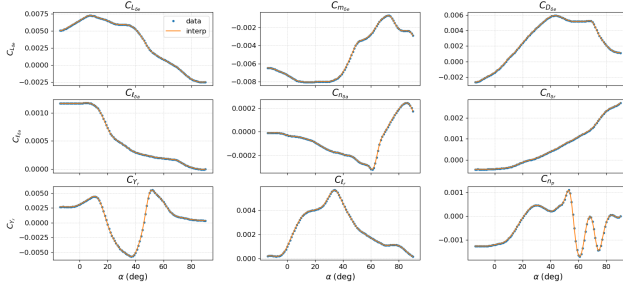 C_{L_{δe}}
C_{m_{δe}}
C_{D_{δe}}
C_{L_{δe}}
0.0075
0.0050
0.0025
0.0000
−0.0025
data
interp
−0.002
−0.004
−0.006
−0.008
0.006
0.004
0.002
0.000
−0.002
C_{ℓ_{δa}}
C_{n_{δa}}
C_{n_{δr}}
C_{ℓ_{δa}}
0.0010
0.0005
0.0000
0.0002
0.0000
−0.0002
0.002
0.001
0.000
C_{Y_r}
C_{ℓ_r}
C_{n_p}
C_{Y_r}
0.0050
0.0025
0.0000
−0.0025
−0.0050
0.004
0.002
0.000
0.001
0.000
−0.001
0 20 40 60 80
0 20 40 60 80
0 20 40 60 80
α (deg)
α (deg)
α (deg)